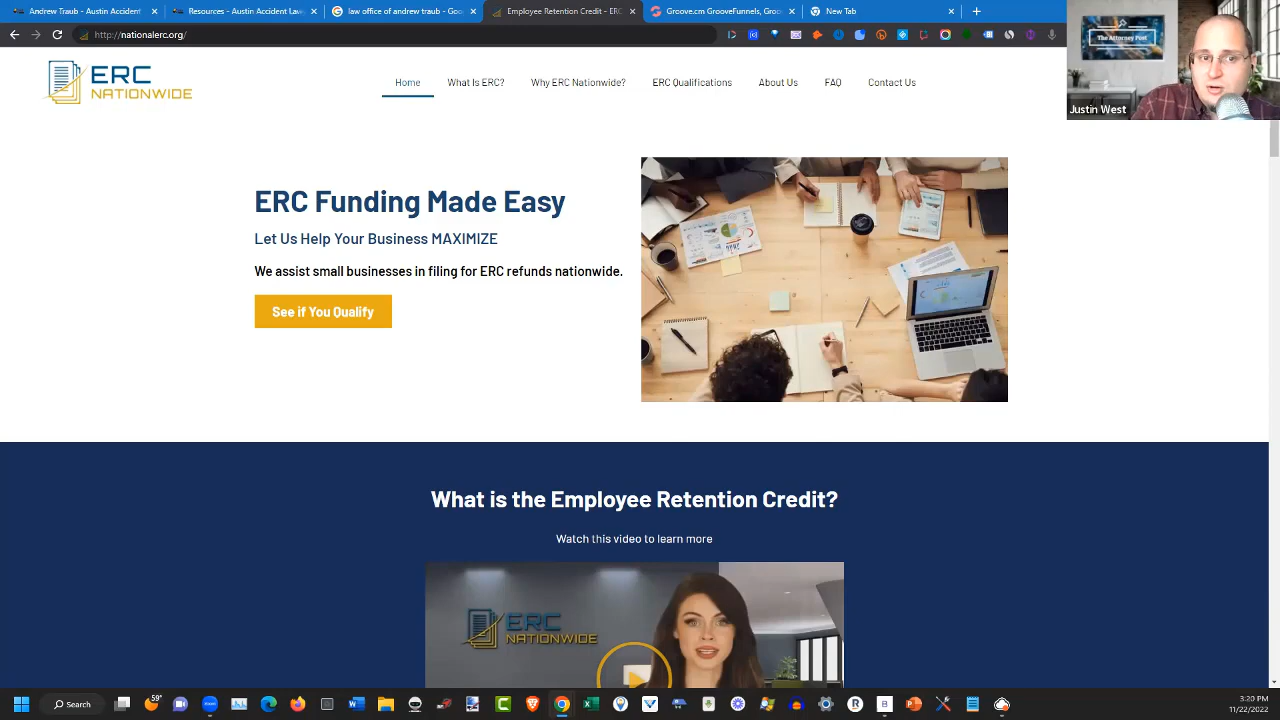 Andrew Traub - Austin Accident
Resources - Austin Accident Law
law office of andrew traub - Goo
Employee Retention Credit - ERC
Groove.cm GrooveFunnels, Groo
New Tab
http://nationalerc.org/
The Attorney Post
Justin West
ERC
NATIONWIDE
Home
What Is ERC?
Why ERC Nationwide?
ERC Qualifications
About Us
FAQ
Contact Us
ERC Funding Made Easy
Let Us Help Your Business MAXIMIZE
We assist small businesses in filing for ERC refunds nationwide.
See if You Qualify
What is the Employee Retention Credit?
Watch this video to learn more
ERC
NATIONWIDE
Search
59°
3:20 PM
11/22/2022